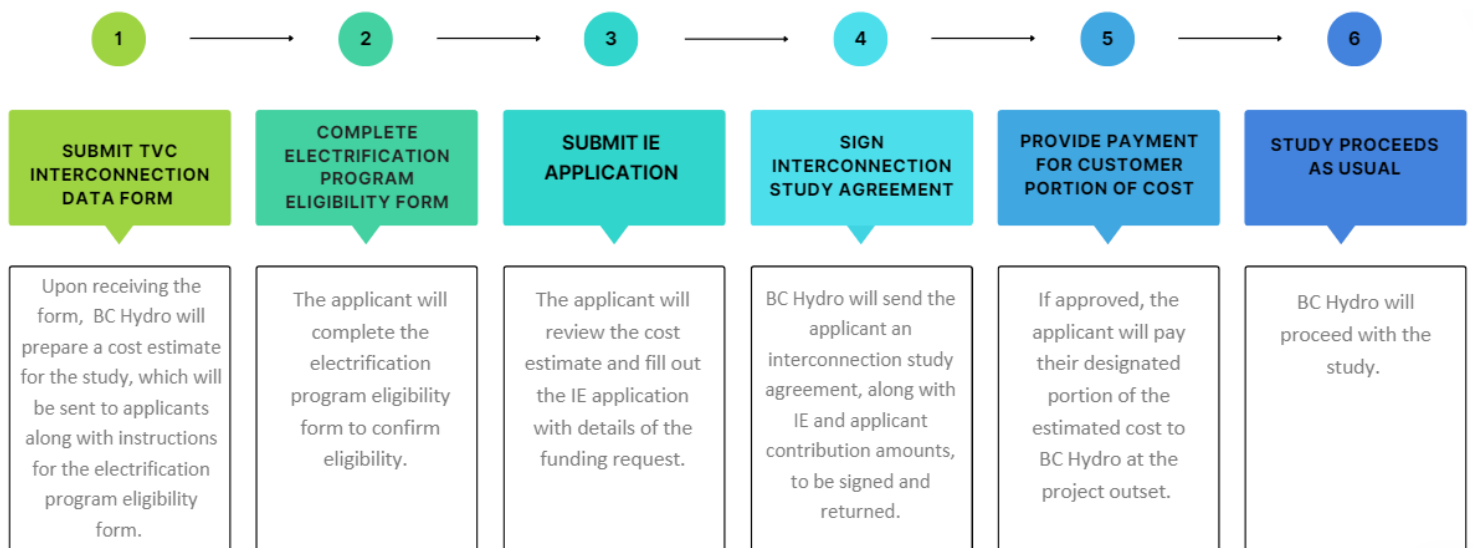 1
2
3
4
5
6
SUBMIT TVC
INTERCONNECTION
DATA FORM
COMPLETE
ELECTRIFICATION
PROGRAM
ELIGIBILITY FORM
SUBMIT IE
APPLICATION
SIGN
INTERCONNECTION
STUDY AGREEMENT
PROVIDE PAYMENT
FOR CUSTOMER
PORTION OF COST
STUDY PROCEEDS
AS USUAL
Upon receiving the
form, BC Hydro will
prepare a cost estimate
for the study, which will
be sent to applicants
along with instructions
for the electrification
program eligibility
form.
The applicant will
complete the
electrification
program eligibility
form to confirm
eligibility.
The applicant will
review the cost
estimate and fill out
the IE application
with details of the
funding request.
BC Hydro will send the
applicant an
interconnection study
agreement, along with
IE and applicant
contribution amounts,
to be signed and
returned.
If approved, the
applicant will pay
their designated
portion of the
estimated cost to
BC Hydro at the
project outset.
BC Hydro will
proceed with the
study.